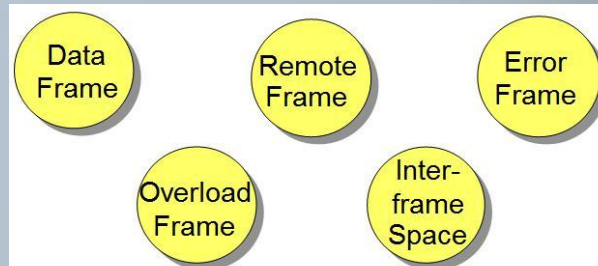 Data
Frame
Remote
Frame
Error
Frame
Overload
Frame
Inter-
frame
Space